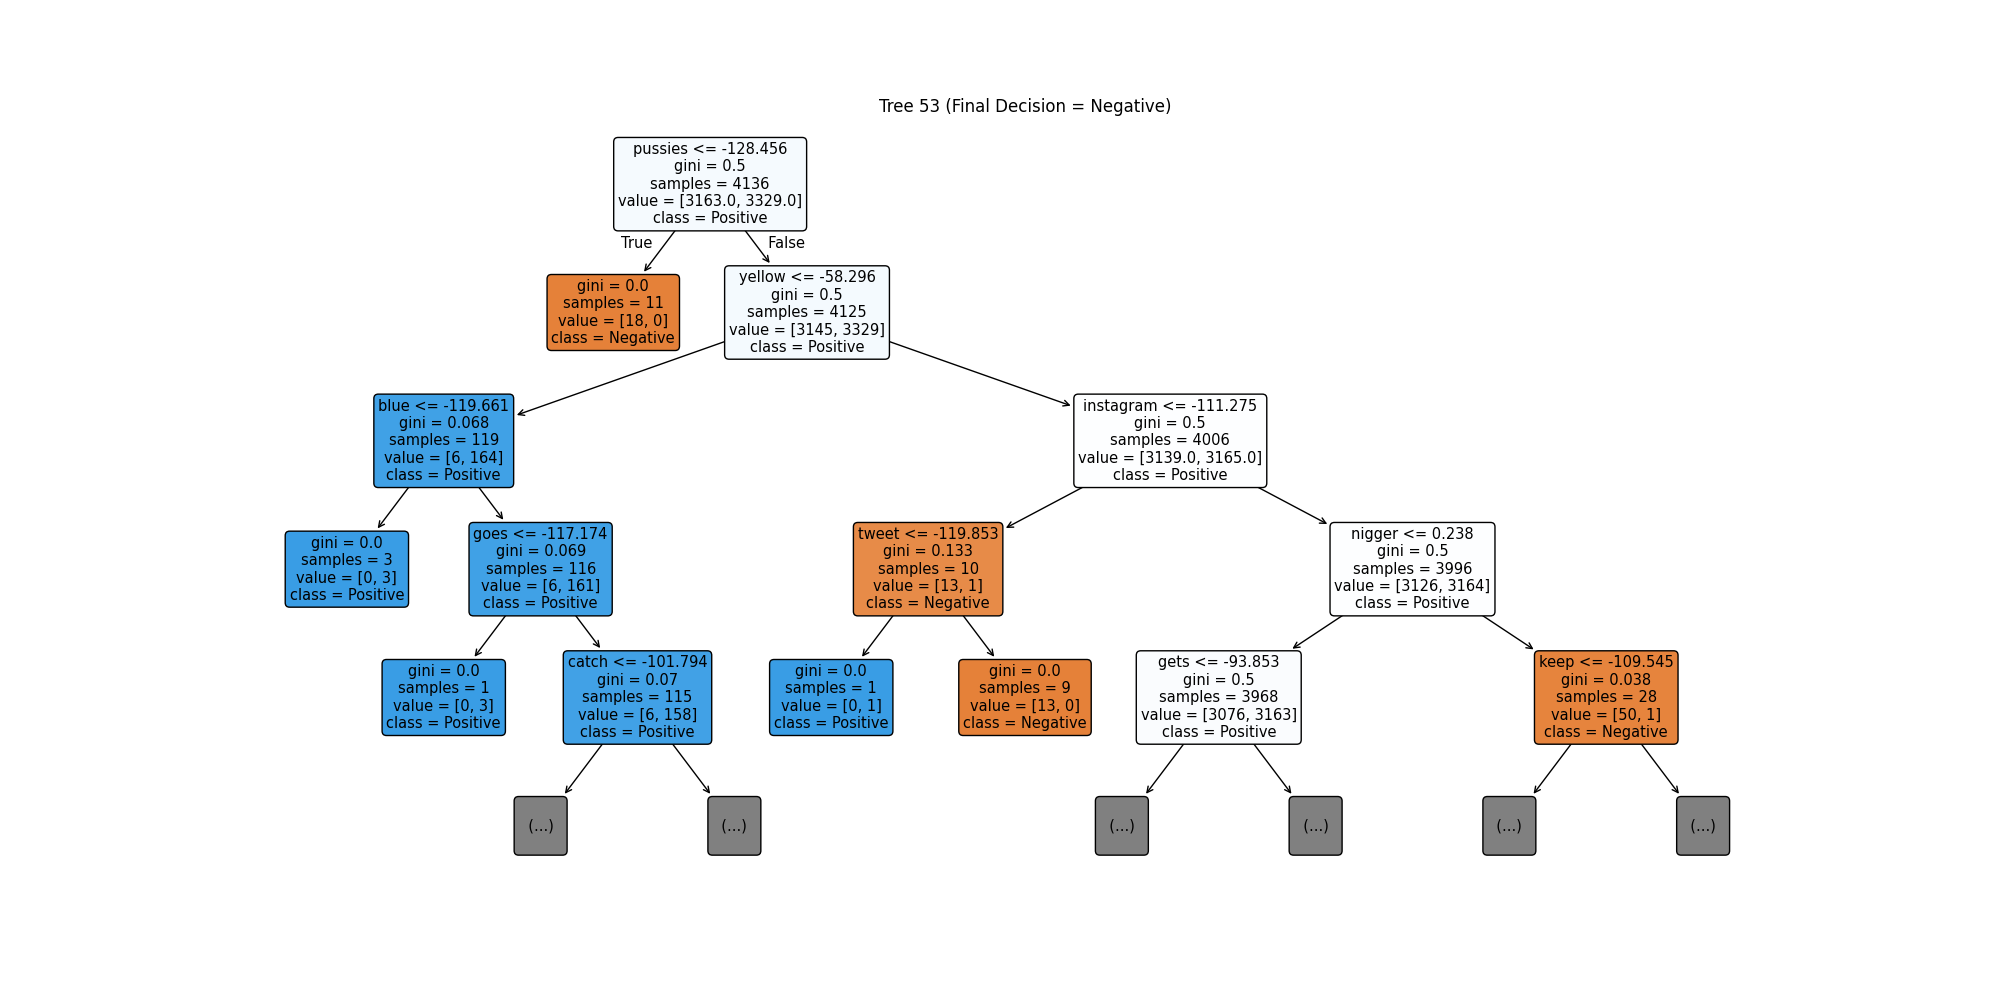 Tree 53 (Final Decision = Negative)
pussies <= -128.456
gini = 0.5
samples = 4136
value = [3163.0, 3329.0]
class = Positive
True
False
gini = 0.0
samples = 11
value = [18, 0]
class = Negative
yellow <= -58.296
gini = 0.5
samples = 4125
value = [3145, 3329]
class = Positive
blue <= -119.661
gini = 0.068
samples = 119
value = [6, 164]
class = Positive
instagram <= -111.275
gini = 0.5
samples = 4006
value = [3139.0, 3165.0]
class = Positive
gini = 0.0
samples = 3
value = [0, 3]
class = Positive
goes <= -117.174
gini = 0.069
samples = 116
value = [6, 161]
class = Positive
tweet <= -119.853
gini = 0.133
samples = 10
value = [13, 1]
class = Negative
nigger <= 0.238
gini = 0.5
samples = 3996
value = [3126, 3164]
class = Positive
gini = 0.0
samples = 1
value = [0, 3]
class = Positive
catch <= -101.794
gini = 0.07
samples = 115
value = [6, 158]
class = Positive
gini = 0.0
samples = 1
value = [0, 1]
class = Positive
gini = 0.0
samples = 9
value = [13, 0]
class = Negative
gets <= -93.853
gini = 0.5
samples = 3968
value = [3076, 3163]
class = Positive
keep <= -109.545
gini = 0.038
samples = 28
value = [50, 1]
class = Negative
(...)
(...)
(...)
(...)
(...)
(...)